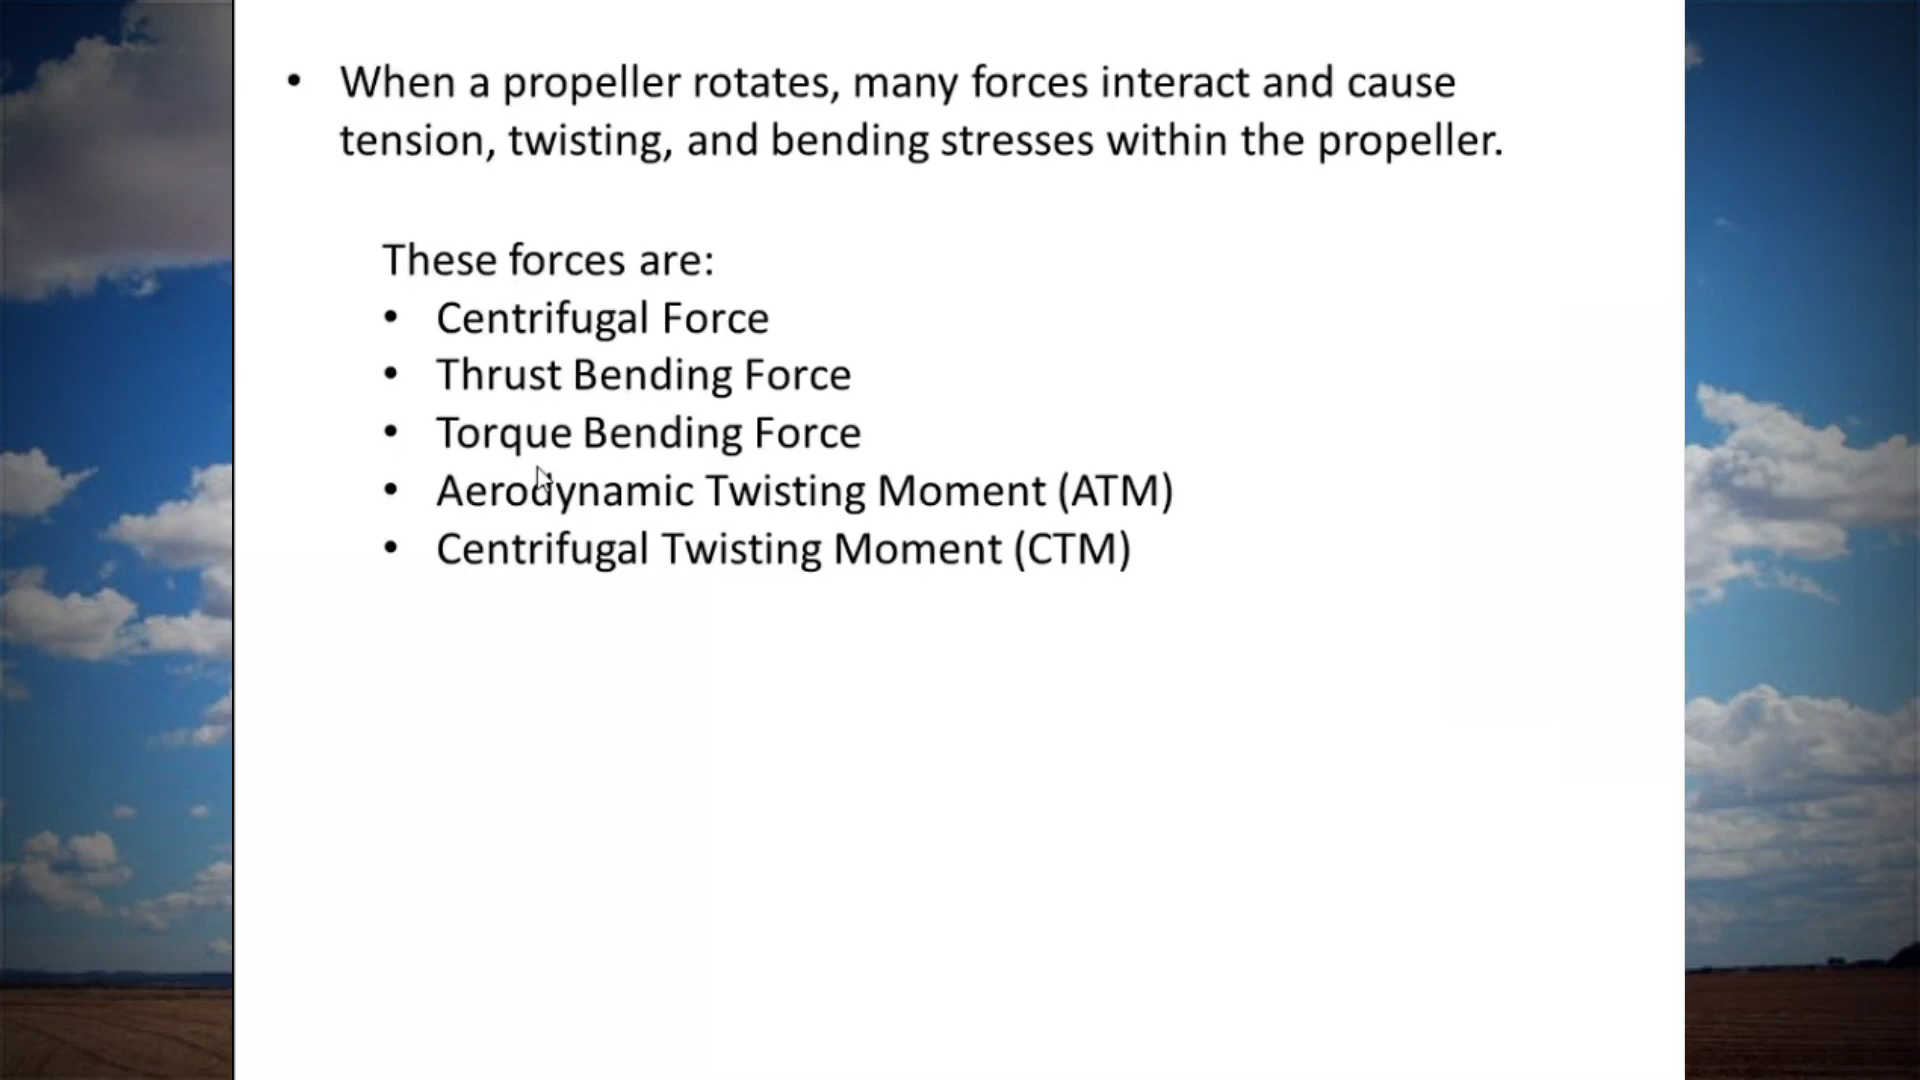 • When a propeller rotates, many forces interact and cause
tension, twisting, and bending stresses within the propeller.
These forces are:
• Centrifugal Force
• Thrust Bending Force
• Torque Bending Force
• Aerodynamic Twisting Moment (ATM)
• Centrifugal Twisting Moment (CTM)